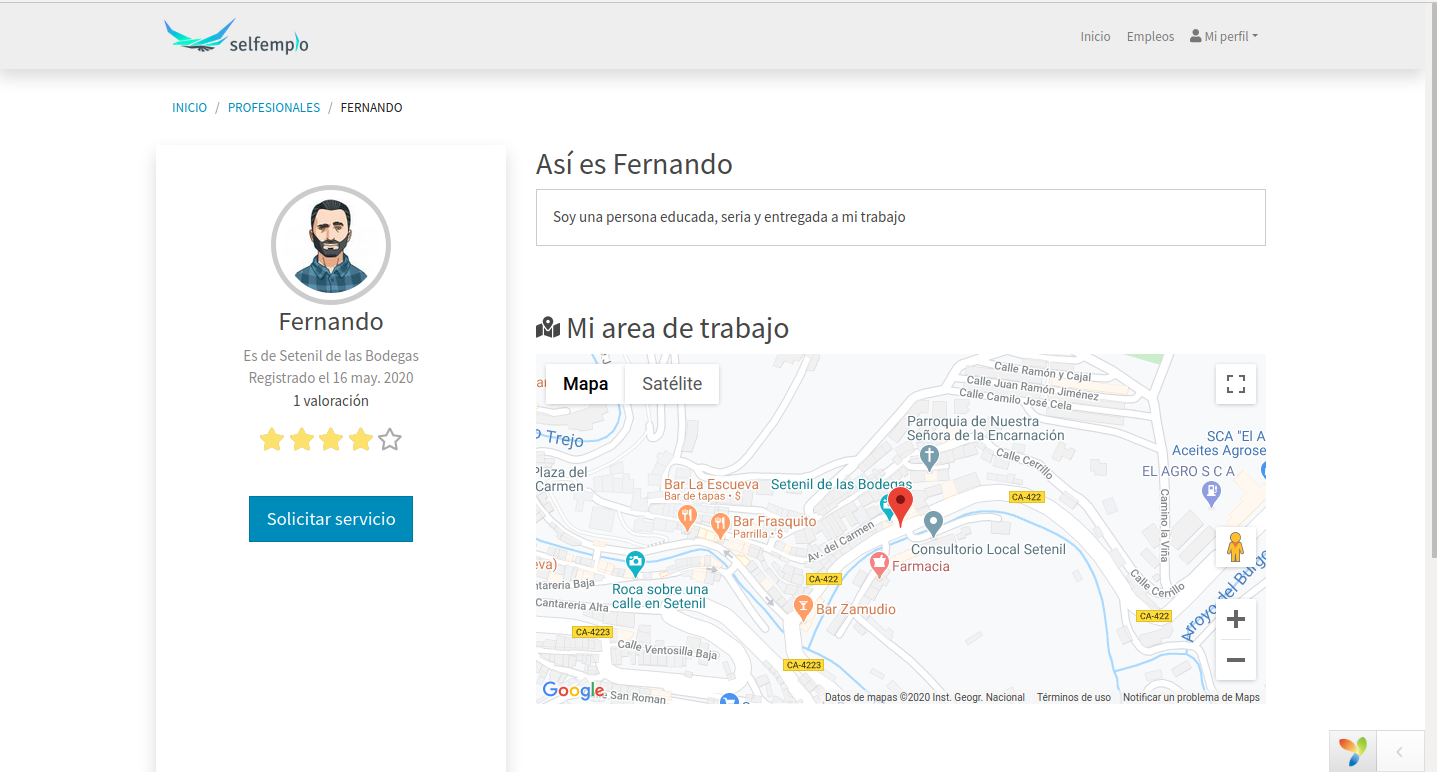 selfemplo
Inicio
Empleos
Mi perfil
INICIO / PROFESIONALES / FERNANDO
Fernando
Es de Setenil de las Bodegas
Registrado el 16 may. 2020
1 valoración
Solicitar servicio
Así es Fernando
Soy una persona educada, seria y entregada a mi trabajo
Mi area de trabajo
Mapa
Satélite
Calle Ramón y Cajal
Calle Juan Ramón Jiménez
Calle Camilo José Cela
Trejo
Parroquia de Nuestra
Señora de la Encarnación
SCA "El A
Aceites Agrose
EL AGRO S C A
Plaza del
Carmen
Calle Cerrillo
Bar La Escueva
Bar de tapas • $
Setenil de las Bodegas
CA-422
Bar Frasquito
Parrilla • $
Av. del Carmen
Camino la Viña
Consultorio Local Setenil
Farmacia
eva)
CA-422
Roca sobre una
calle en Setenil
antarería Baja
Cantarería Alta
Bar Zamudio
Calle Cerrillo
Arroyo del Burgo
CA-422
CA-4223
Calle Ventosilla Baja
CA-4223
Google
e San Roman
Datos de mapas ©2020 Inst. Geogr. Nacional
Términos de uso
Notificar un problema de Maps